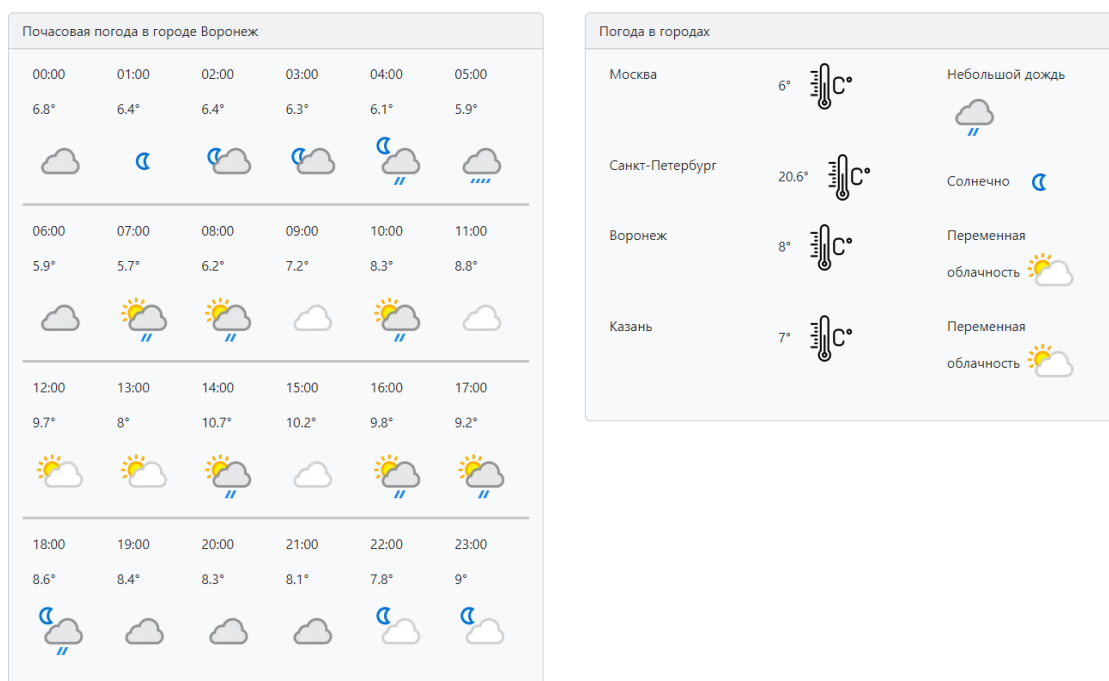 Почасовая погода в городе Воронеж
00:00 01:00 02:00 03:00 04:00 05:00
6.8° 6.4° 6.4° 6.3° 6.1° 5.9°
06:00 07:00 08:00 09:00 10:00 11:00
5.9° 5.7° 6.2° 7.2° 8.3° 8.8°
12:00 13:00 14:00 15:00 16:00 17:00
9.7° 8° 10.7° 10.2° 9.8° 9.2°
18:00 19:00 20:00 21:00 22:00 23:00
8.6° 8.4° 8.3° 8.1° 7.8° 9°
Погода в городах
Москва 6° C° Небольшой дождь
Санкт-Петербург 20.6° C° Солнечно
Воронеж 8° C° Переменная
облачность
Казань 7° C° Переменная
облачность